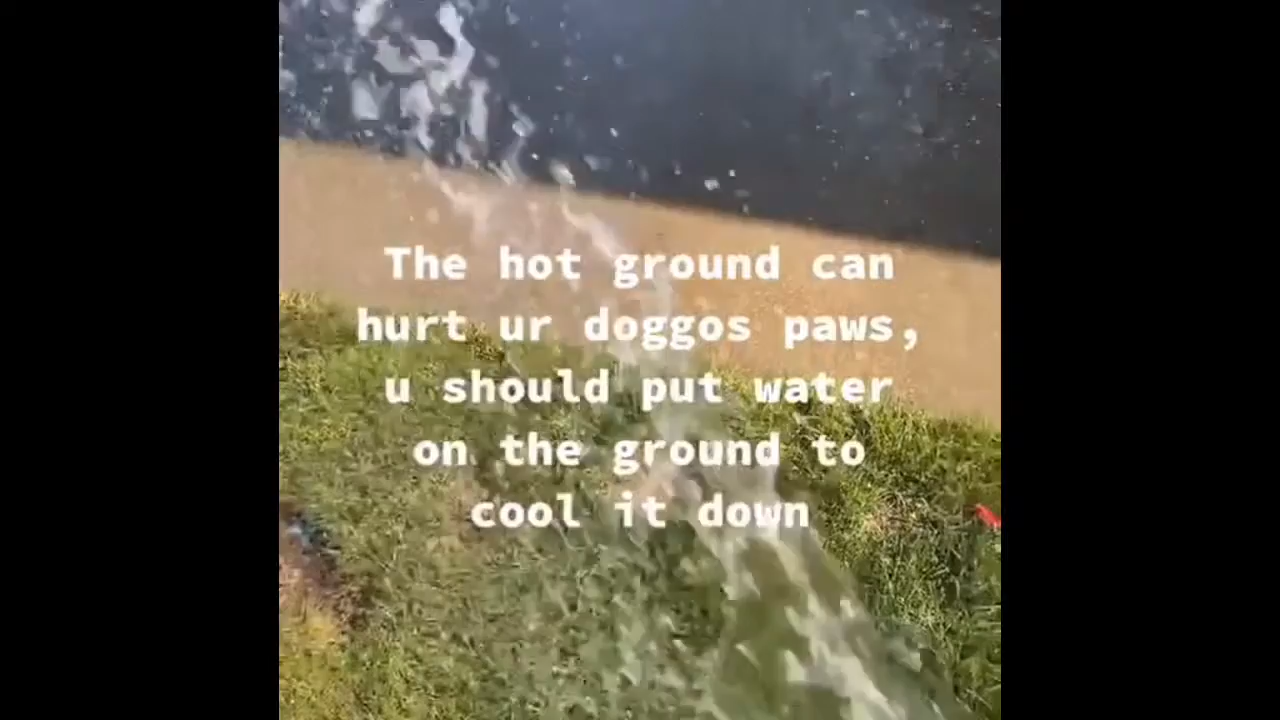 The hot ground can
hurt ur doggos paws,
u should put water
on the ground to
cool it down